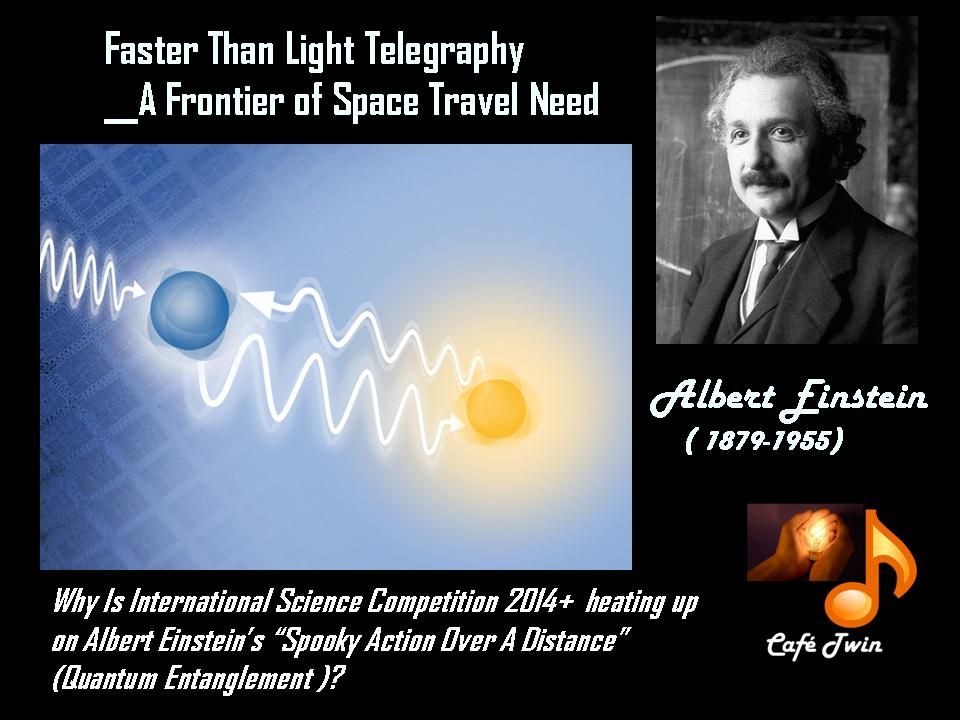 Faster Than Light Telegraphy
__A Frontier of Space Travel Need
Albert Einstein
( 1879-1955)
Why Is International Science Competition 2014+ heating up
on Albert Einstein's "Spooky Action Over A Distance"
(Quantum Entanglement )?
Café Twin